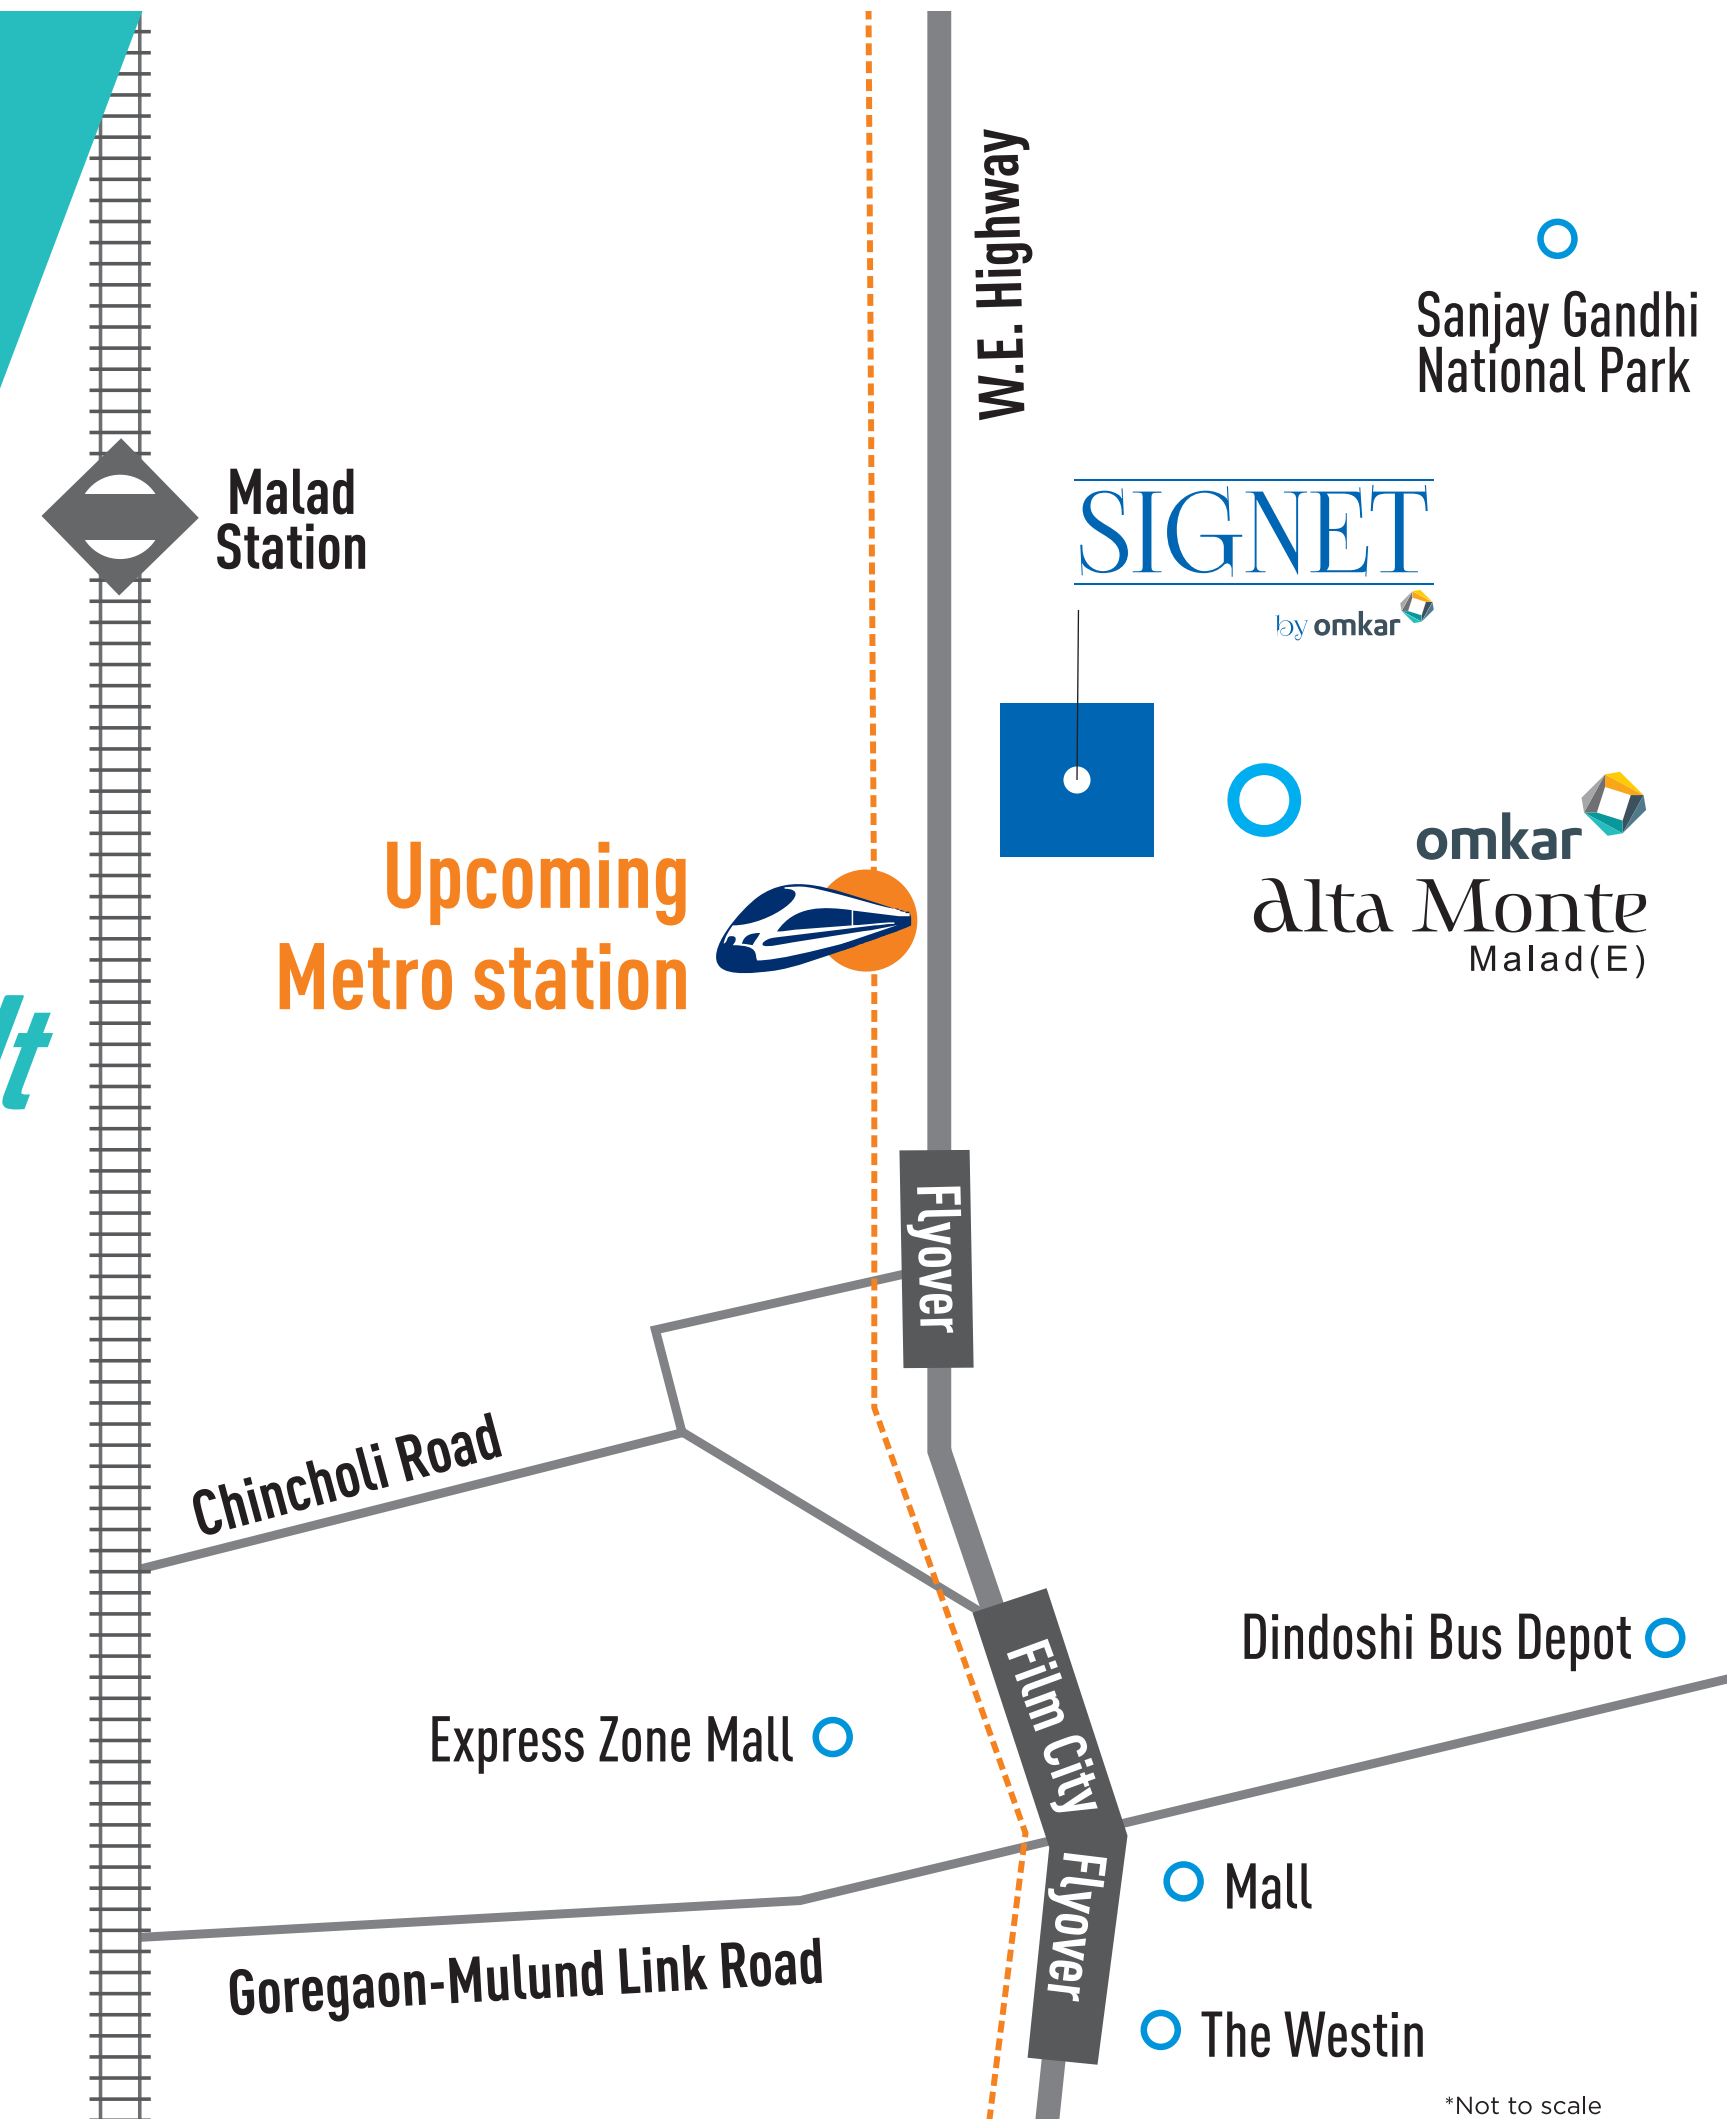 W.E. Highway
Sanjay Gandhi
National Park
Malad
Station
SIGNET
by omkar
omkar
Alta Monte
Malad(E)
Upcoming
Metro station
lt
Flyover
Chincholi Road
Film City Flyover
Dindoshi Bus Depot
Express Zone Mall
Mall
Goregaon-Mulund Link Road
The Westin
*Not to scale